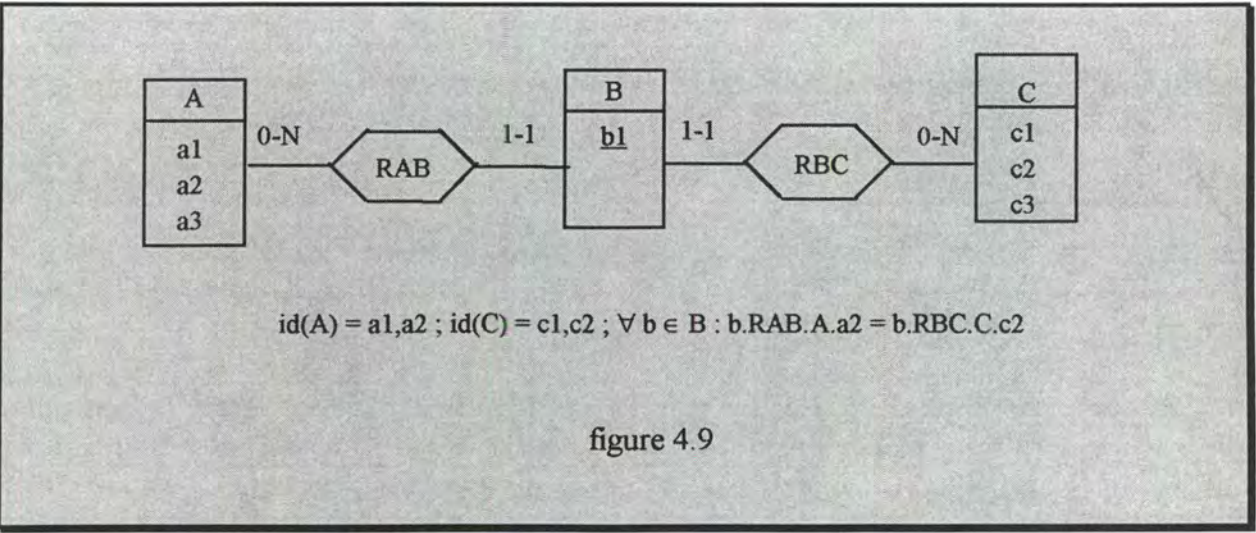 A
a1
a2
a3
0-N
RAB
1-1
B
b1
1-1
RBC
0-N
C
c1
c2
c3
id(A) = a1,a2 ; id(C) = c1,c2 ; ∀ b ∈ B : b.RAB.A.a2 = b.RBC.C.c2
figure 4.9